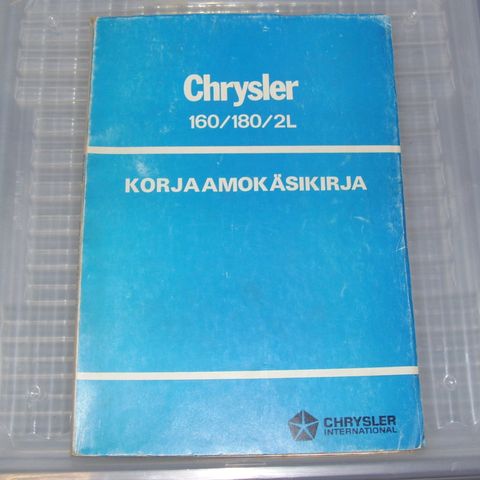 Chrysler
160/180/2L
KORJAAMOKÄSIKIRJA
CHRYSLER
INTERNATIONAL